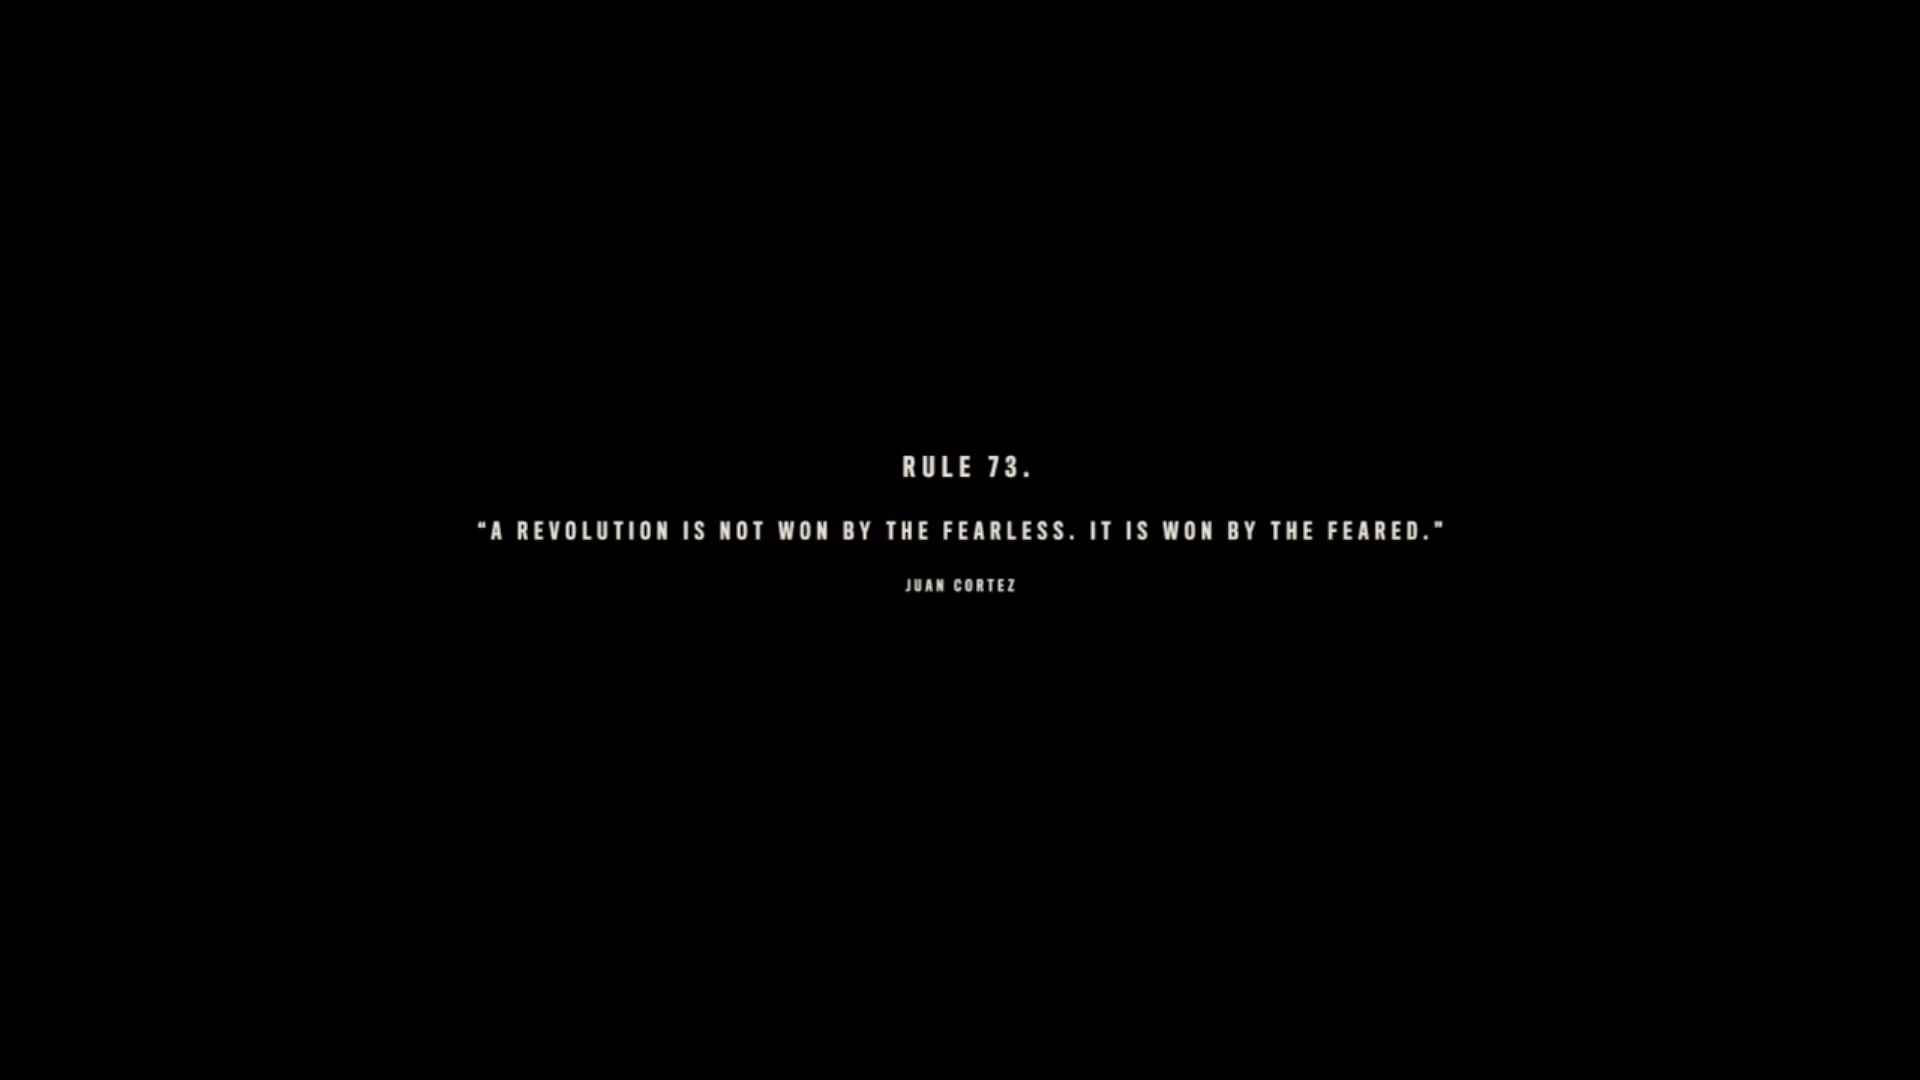 RULE 73.
“A REVOLUTION IS NOT WON BY THE FEARLESS. IT IS WON BY THE FEARED.”
JUAN CORTEZ